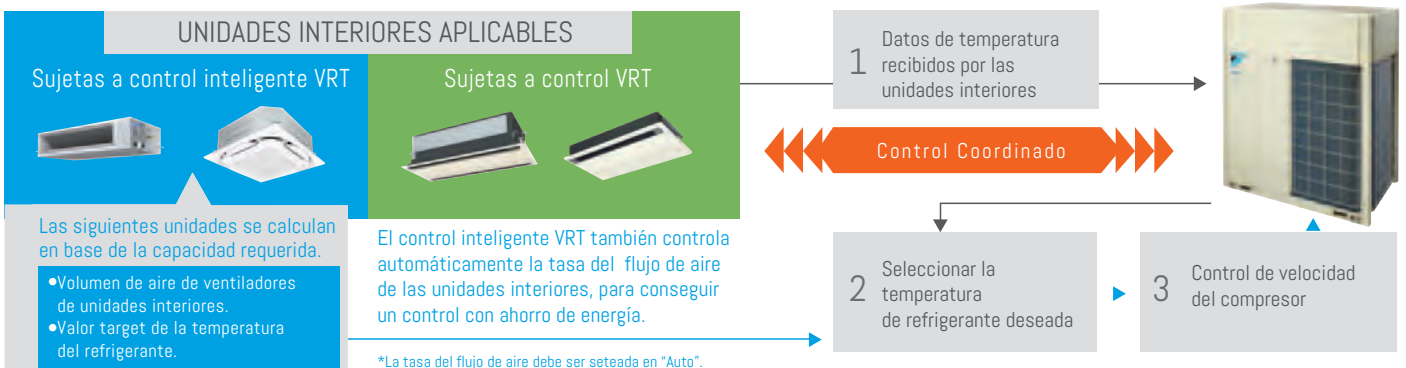 UNIDADES INTERIORES APLICABLES
Sujetas a control inteligente VRT
Sujetas a control VRT
Las siguientes unidades se calculan
en base de la capacidad requerida.
●Volumen de aire de ventiladores
de unidades interiores.
●Valor target de la temperatura
del refrigerante.
El control inteligente VRT también controla
automáticamente la tasa del flujo de aire
de las unidades interiores, para conseguir
un control con ahorro de energía.
*La tasa del flujo de aire debe ser seteada en “Auto”.
1
Datos de temperatura
recibidos por las
unidades interiores
Control Coordinado
2
Seleccionar la
temperatura
de refrigerante deseada
3
Control de velocidad
del compresor